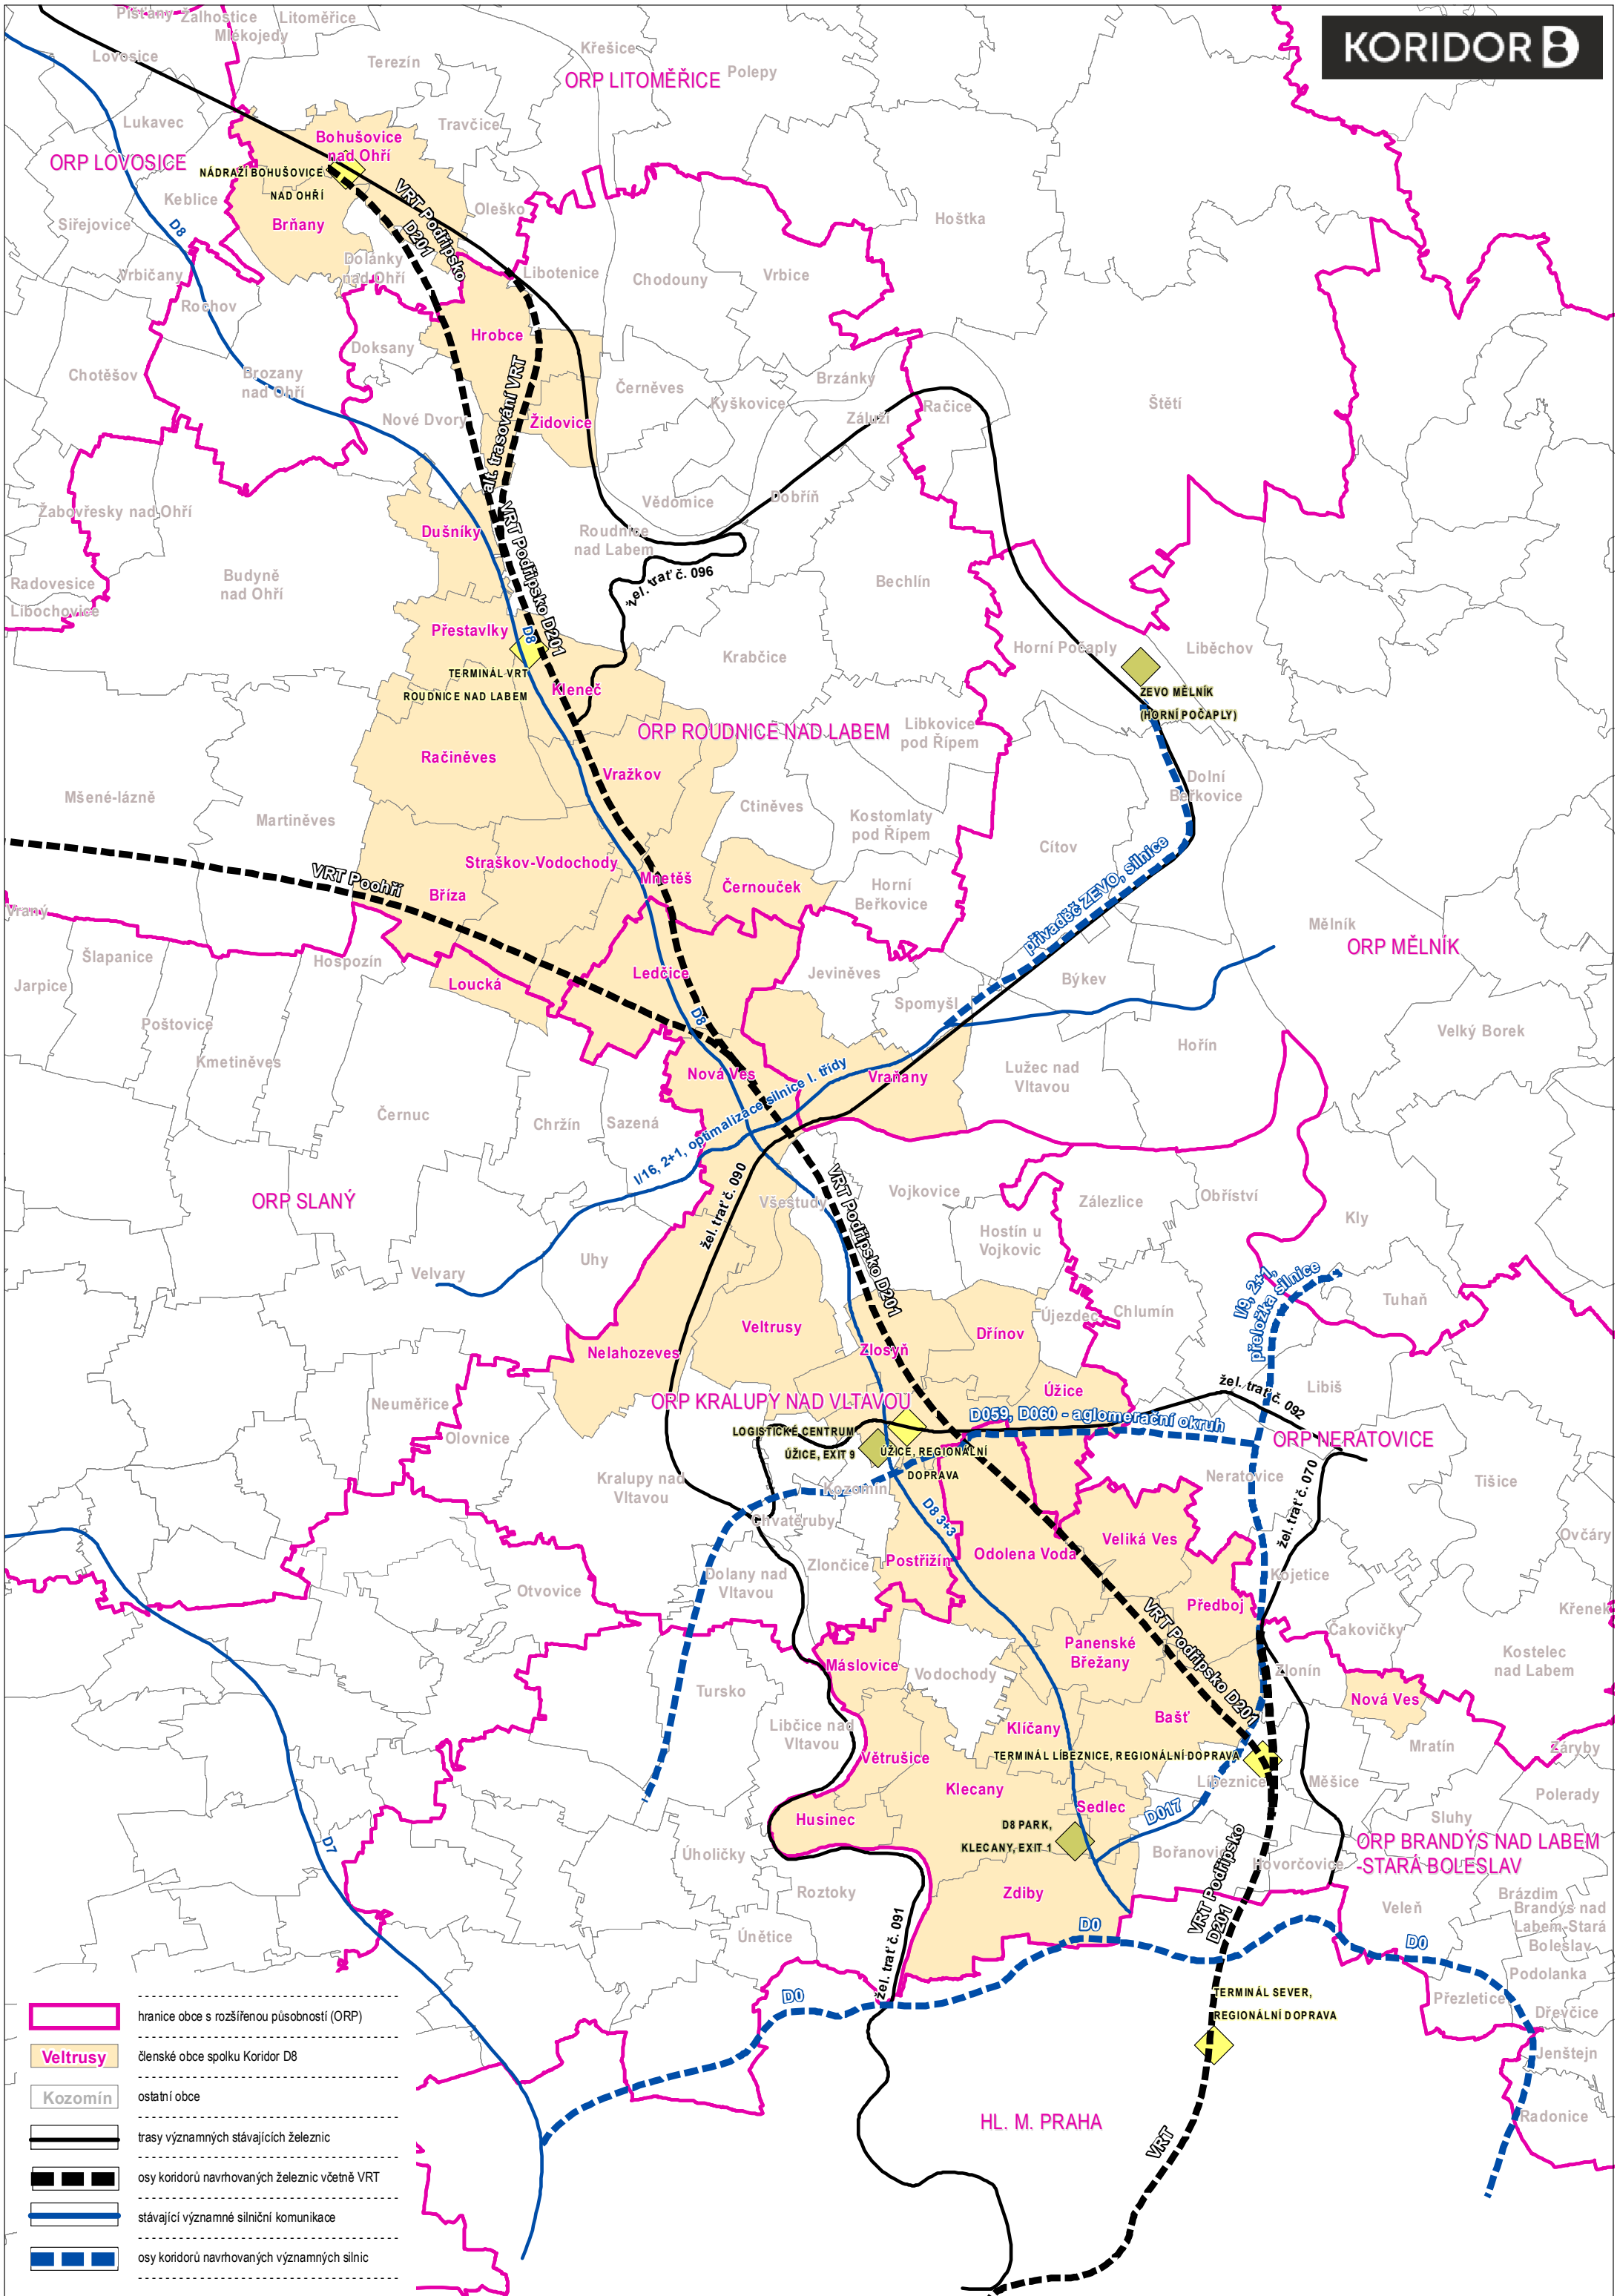 KORIDOR D8
Píšťany
Žalhostice
Mlékojedy
Litoměřice
Lovosice
Terezín
Křešice
Polepy
ORP LITOMĚŘICE
Lukavec
Travčice
Bohušovice
nad Ohří
ORP LOVOSICE
NÁDRAŽÍ BOHUŠOVICE
NAD OHŘÍ
Keblice
Siřejovice
D8
Brňany
VRT Podřipsko
D201
Oleško
Hoštka
Dolánky
nad Ohří
Vrbičany
Libotenice
Chodouny
Vrbice
Rochov
Hrobce
Doksany
Chotěšov
Brozany
nad Ohří
alt. trasování VRT
Černěves
Brzánky
Kyškovice
Račice
Štětí
Nové Dvory
Židovice
Záluží
Žabovřesky nad Ohří
Vědomice
Dobříň
Dušníky
VRT Podřipsko D201
Roudnice
nad Labem
Radovesice
Budyně
nad Ohří
žel. trať č. 096
Bechlín
Libochovice
Přestavlky
D8
Horní Počaply
Liběchov
Krabčice
TERMINÁL VRT
ROUDNICE NAD LABEM
Kleneč
ZEVO MĚLNÍK
(HORNÍ POČAPLY)
ORP ROUDNICE NAD LABEM
Libkovice
pod Řípem
Račiněves
Vražkov
Dolní
Beřkovice
Mšené-lázně
Martiněves
Ctiněves
Kostomlaty
pod Řípem
Cítov
přivaděč ZEVO, silnice
Straškov-Vodochody
Mnetěš
Černouček
VRT Poohří
Bříza
Horní
Beřkovice
Vraný
Mělník
ORP MĚLNÍK
Šlapanice
Hospozín
Jarpice
Loucká
Ledčice
Jeviněves
Býkev
Spomyšl
Poštovice
D8
Velký Borek
Kmetiněves
Nová Ves
Vraňany
Hořín
Lužec nad
Vltavou
Černuc
Chržín
Sazená
I/16, 2+1, optimalizace silnice I. třídy
ORP SLANÝ
žel. trať č. 090
Všestudy
VRT Podřipsko D201
Vojkovice
Zálezlice
Obříství
Hostín u
Vojkovic
Kly
Uhy
Velvary
I/9, 2+1,
přeložka silnice
Tuhaň
Újezdec
Chlumín
Veltrusy
Dřínov
Nelahozeves
Zlosyň
Úžice
Libiš
Neuměřice
ORP KRALUPY NAD VLTAVOU
žel. trať č. 092
D059, D060 - aglomerační okruh
LOGISTICKÉ CENTRUM
ÚŽICE, EXIT 9
ÚŽICE, REGIONÁLNÍ
DOPRAVA
ORP NERATOVICE
Olovnice
Kralupy nad
Vltavou
Kozomín
Neratovice
Tišice
žel. trať č. 070
Chvatěruby
D8 3+3
Ovčáry
Veliká Ves
Zlončice
Postřižín
Odolena Voda
Dolany nad
Vltavou
Kojetice
Otvovice
Předboj
Křenek
VRT Podřipsko D201
Čakovičky
Panenské
Břežany
Kostelec
nad Labem
Máslovice
Vodochody
Zlonín
Tursko
Nová Ves
Libčice nad
Vltavou
Klíčany
Bašť
Mratín
Záryby
Větrušice
TERMINÁL LÍBEZNICE, REGIONÁLNÍ DOPRAVA
Klecany
Líbeznice
Měšice
Polerady
Sedlec
Sluhy
Husinec
D8 PARK,
KLECANY, EXIT 1
D017
D7
ORP BRANDÝS NAD LABEM
-STARÁ BOLESLAV
Úholičky
Bořanovice
VRT Podřipsko
D201
Hovorčovice
Roztoky
Zdiby
Veleň
Brázdim
Brandýs nad
Labem-Stará
Boleslav
Únětice
žel. trať č. 091
D0
D0
Podolanka
D0
TERMINÁL SEVER,
REGIONÁLNÍ DOPRAVA
Přezletice
Dřevčice
Jenštejn
HL. M. PRAHA
Radonice
VRT
hranice obce s rozšířenou působností (ORP)
Veltrusy
členské obce spolku Koridor D8
Kozomín
ostatní obce
trasy významných stávajících železnic
osy koridorů navrhovaných železnic včetně VRT
stávající významné silniční komunikace
osy koridorů navrhovaných významných silnic